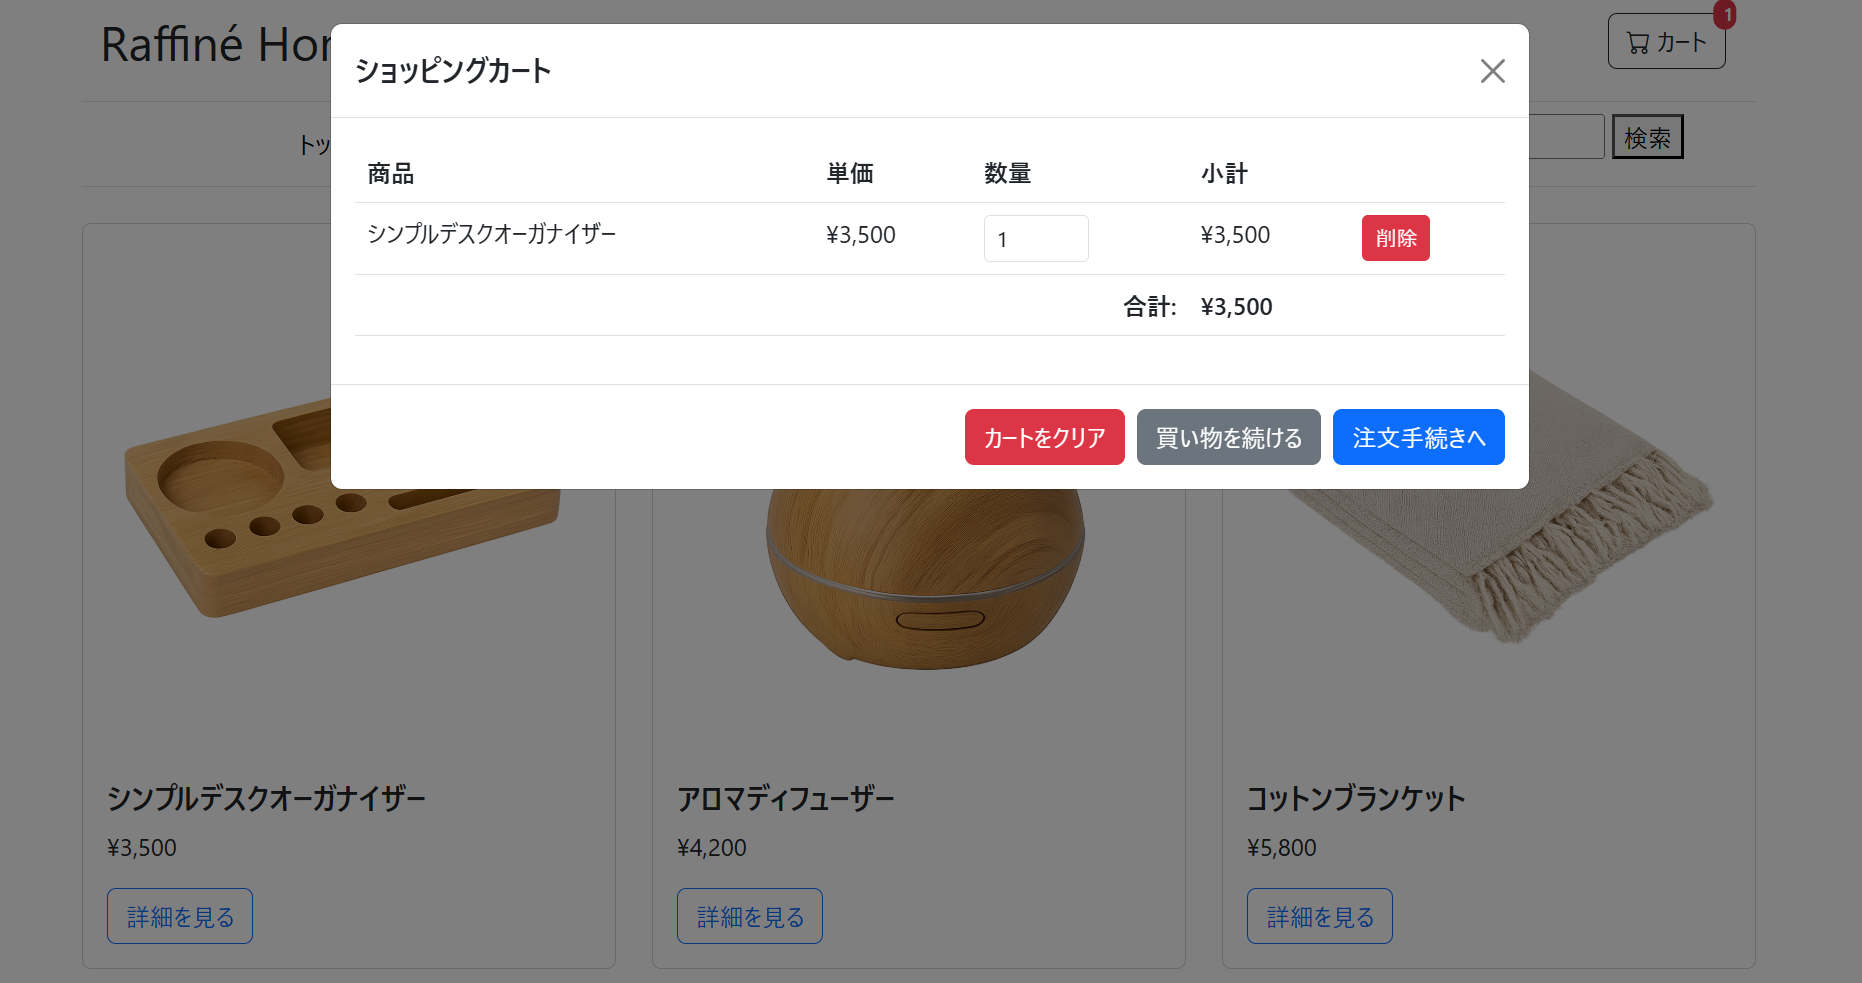 Raffiné Hor
カート
1
ショッピングカート
トッ
検索
商品 単価 数量 小計
シンプルデスクオーガナイザー ¥3,500 1 ¥3,500 削除
合計: ¥3,500
カートをクリア 買い物を続ける 注文手続きへ
シンプルデスクオーガナイザー
¥3,500
詳細を見る
アロマディフューザー
¥4,200
詳細を見る
コットンブランケット
¥5,800
詳細を見る